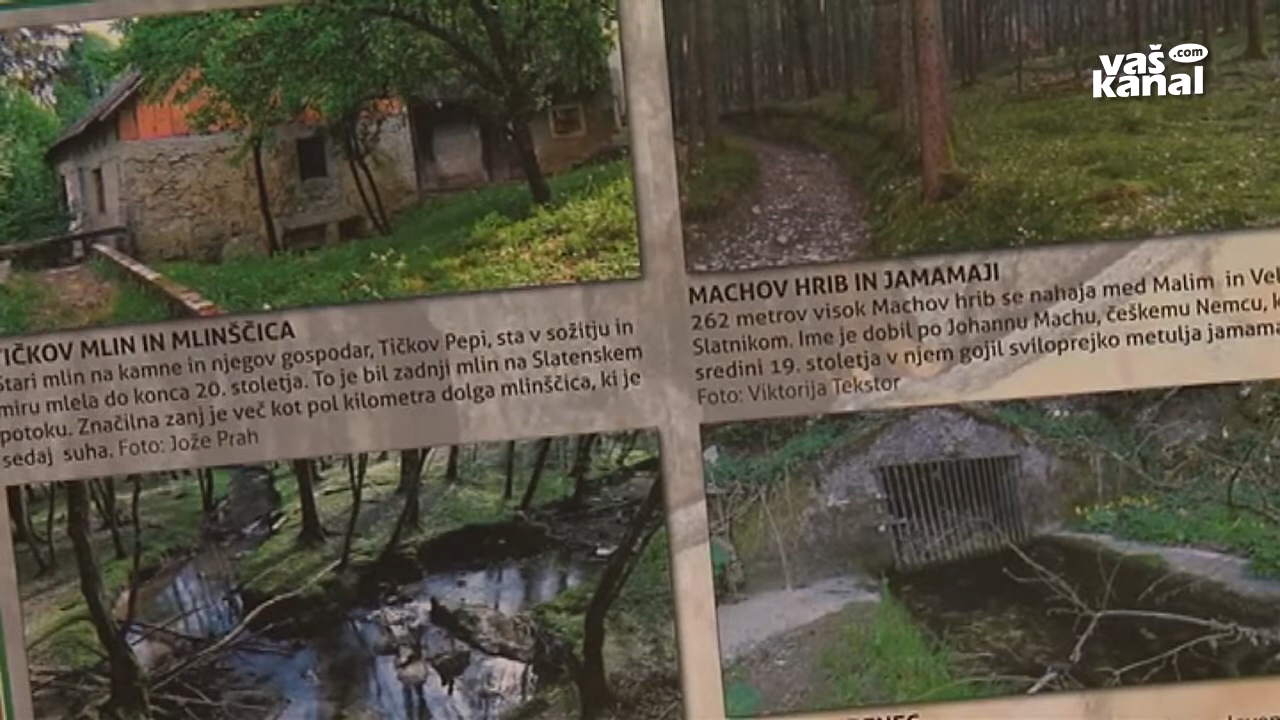 vaš .com
kanal
TIČKOV MLIN IN MLINŠČICA
Stari mlin na kamne in njegov gospodar, Tičkov Pepi, sta v sožitju in
miru mlela do konca 20. stoletja. To je bil zadnji mlin na Slatenskem
potoku. Značilna zanj je več kot pol kilometra dolga mlinščica, ki je
sedaj suha. Foto: Jože Prah
MACHOV HRIB IN JAMAMAJI
262 metrov visok Machov hrib se nahaja med Malim in Vel
Slatnikom. Ime je dobil po Johannu Machu, češkemu Nemcu, k
sredini 19. stoletja v njem gojil sviloprejko metulja jamama
Foto: Viktorija Tekstor